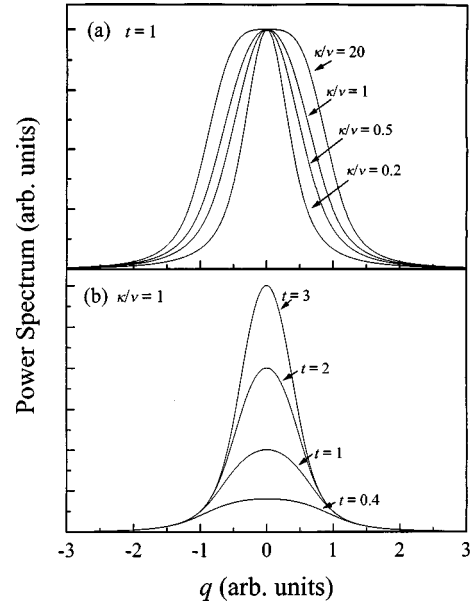 (a) t = 1
κ/ν = 20
κ/ν = 1
κ/ν = 0.5
κ/ν = 0.2
Power Spectrum (arb. units)
(b) κ/ν = 1
t = 3
t = 2
t = 1
t = 0.4
-3 -2 -1 0 1 2 3
q (arb. units)